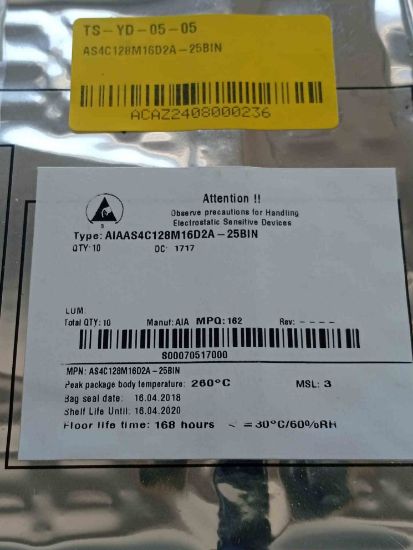 TS-YD-05-05
AS4C128M16D2A-25BIN
ACAZ2408000236
Attention !!
Observe precautions for Handling
Electrostatic Sensitive Devices
Type: AIAAS4C128M16D2A-25BIN
QTY: 10 DC: 1717
LUM:
Total QTY: 10 Manuf: AIA MPQ: 162 Rev: ----
S00070517000
MPN: AS4C128M16D2A-25BIN
Peak package body temperature: 260°C MSL: 3
Bag seal date: 16.04.2018
Shelf Life Until: 16.04.2020
Floor life time: 168 hours < =30°C/60%RH